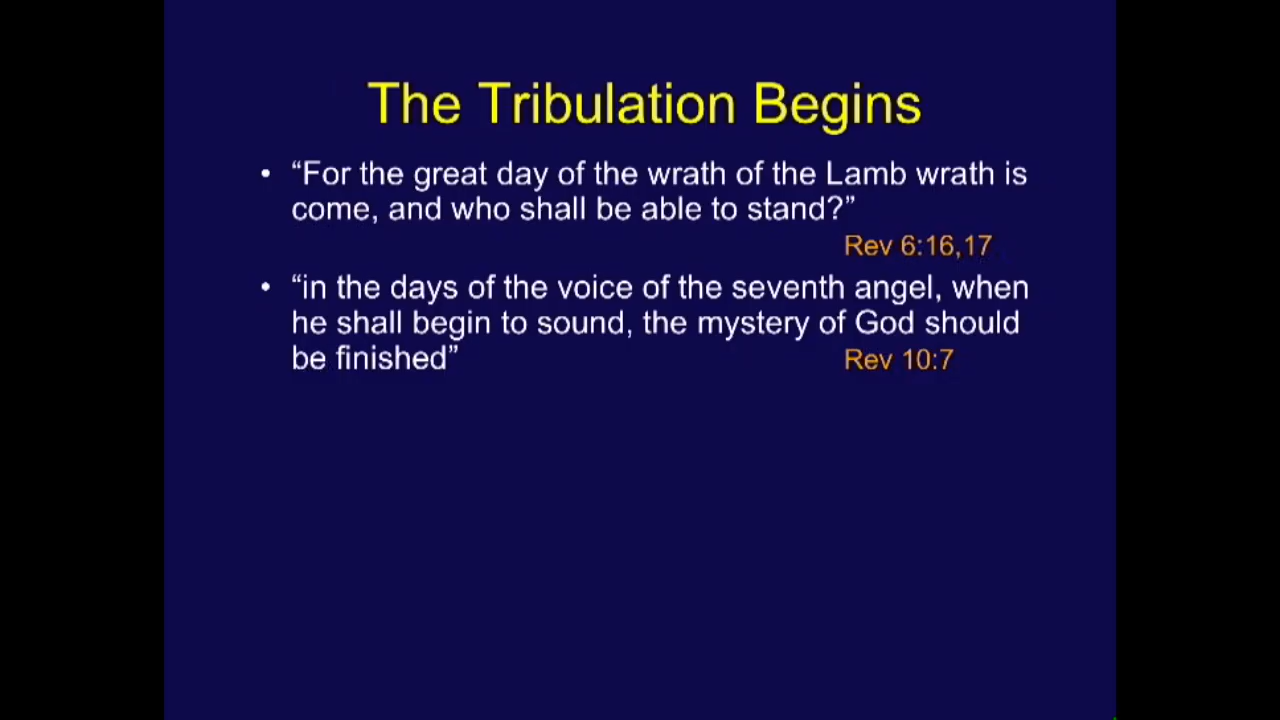 The Tribulation Begins
• “For the great day of the wrath of the Lamb wrath is
come, and who shall be able to stand?”
Rev 6:16,17
• “in the days of the voice of the seventh angel, when
he shall begin to sound, the mystery of God should
be finished” Rev 10:7